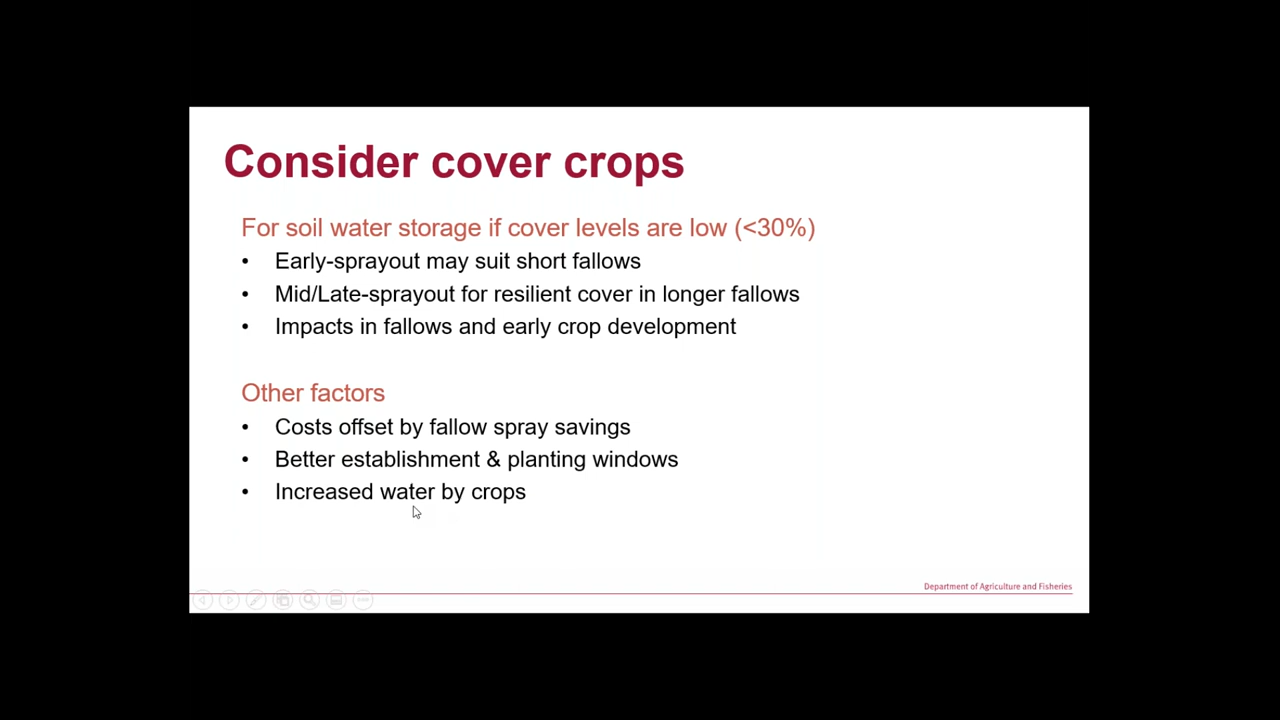 Consider cover crops
For soil water storage if cover levels are low (<30%)
• Early-sprayout may suit short fallows
• Mid/Late-sprayout for resilient cover in longer fallows
• Impacts in fallows and early crop development
Other factors
• Costs offset by fallow spray savings
• Better establishment & planting windows
• Increased water by crops
Department of Agriculture and Fisheries